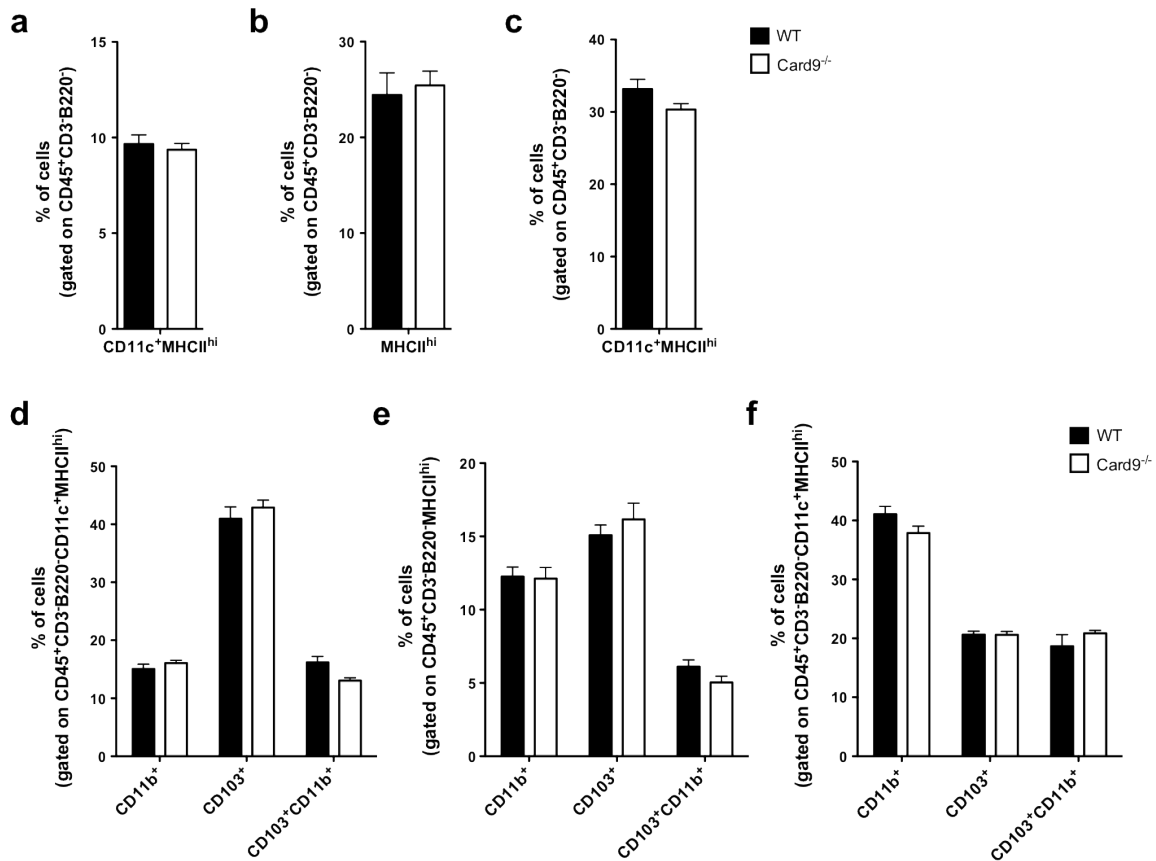 a
15
10
5
0
% of cells
(gated on CD45⁺CD3⁻B220⁻)
CD11c⁺MHCIIʰⁱ
b
30
20
10
0
% of cells
(gated on CD45⁺CD3⁻B220⁻)
MHCIIʰⁱ
c
40
30
20
10
0
% of cells
(gated on CD45⁺CD3⁻B220⁻)
CD11c⁺MHCIIʰⁱ
WT
Card9⁻/⁻
d
50
40
30
20
10
0
% of cells
(gated on CD45⁺CD3⁻B220⁻CD11c⁺MHCIIʰⁱ)
CD11b⁺
CD103⁺
CD103⁺CD11b⁺
e
20
15
10
5
0
% of cells
(gated on CD45⁺CD3⁻B220⁻MHCIIʰⁱ)
CD11b⁺
CD103⁺
CD103⁺CD11b⁺
f
50
40
30
20
10
0
% of cells
(gated on CD45⁺CD3⁻B220⁻CD11c⁺MHCIIʰⁱ)
CD11b⁺
CD103⁺
CD103⁺CD11b⁺
WT
Card9⁻/⁻